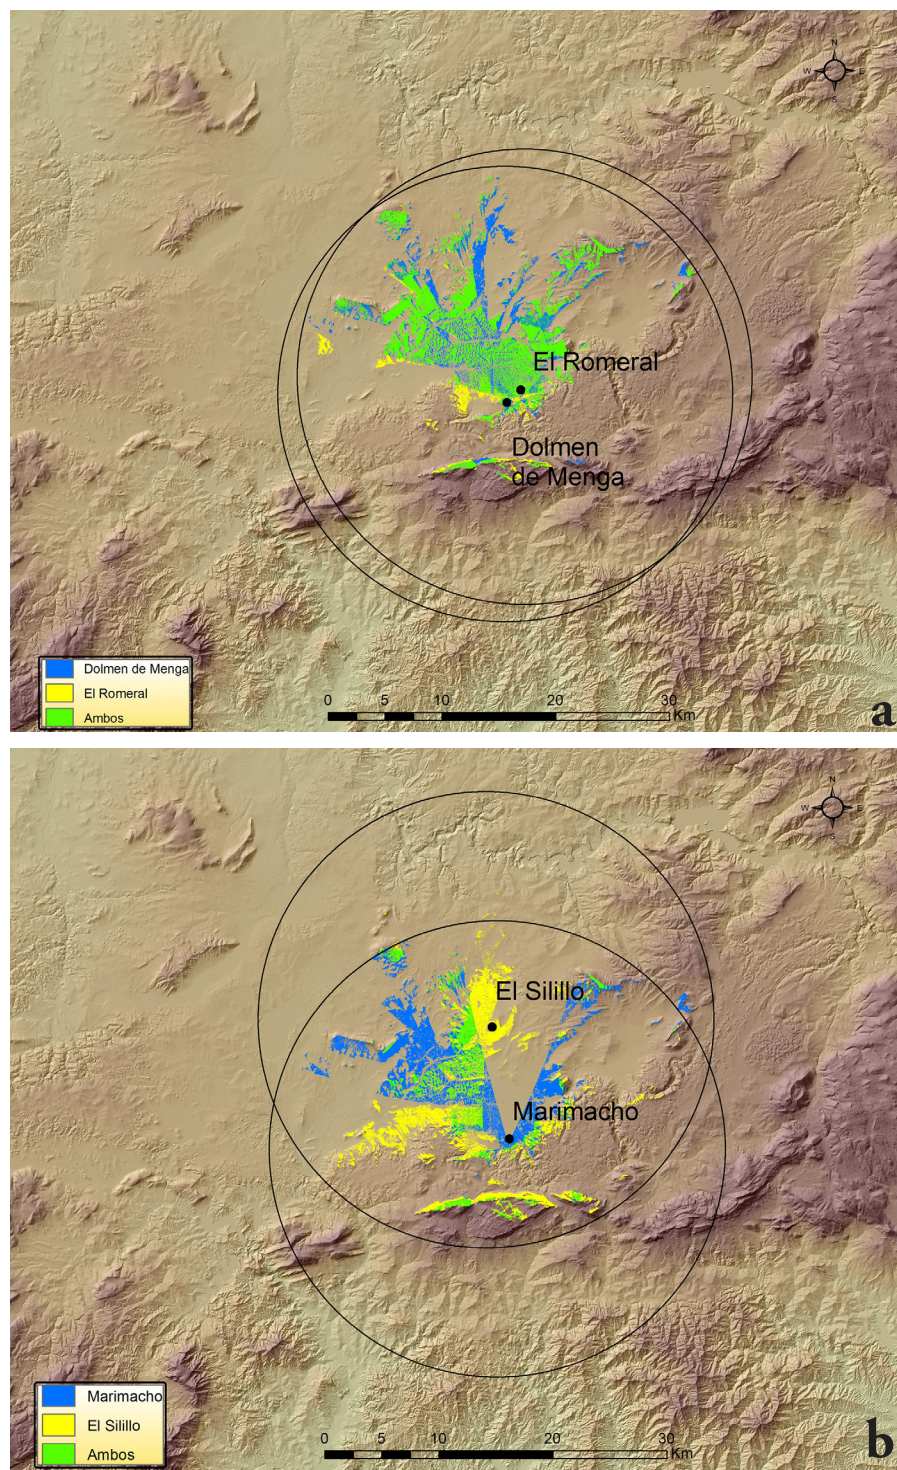 N
W E
S
El Romeral
Dolmen
de Menga
Dolmen de Menga
El Romeral
Ambos
0 5 10 20 30
Km
a
N
W E
S
El Silillo
Marimacho
Marimacho
El Silillo
Ambos
0 5 10 20 30
Km
b